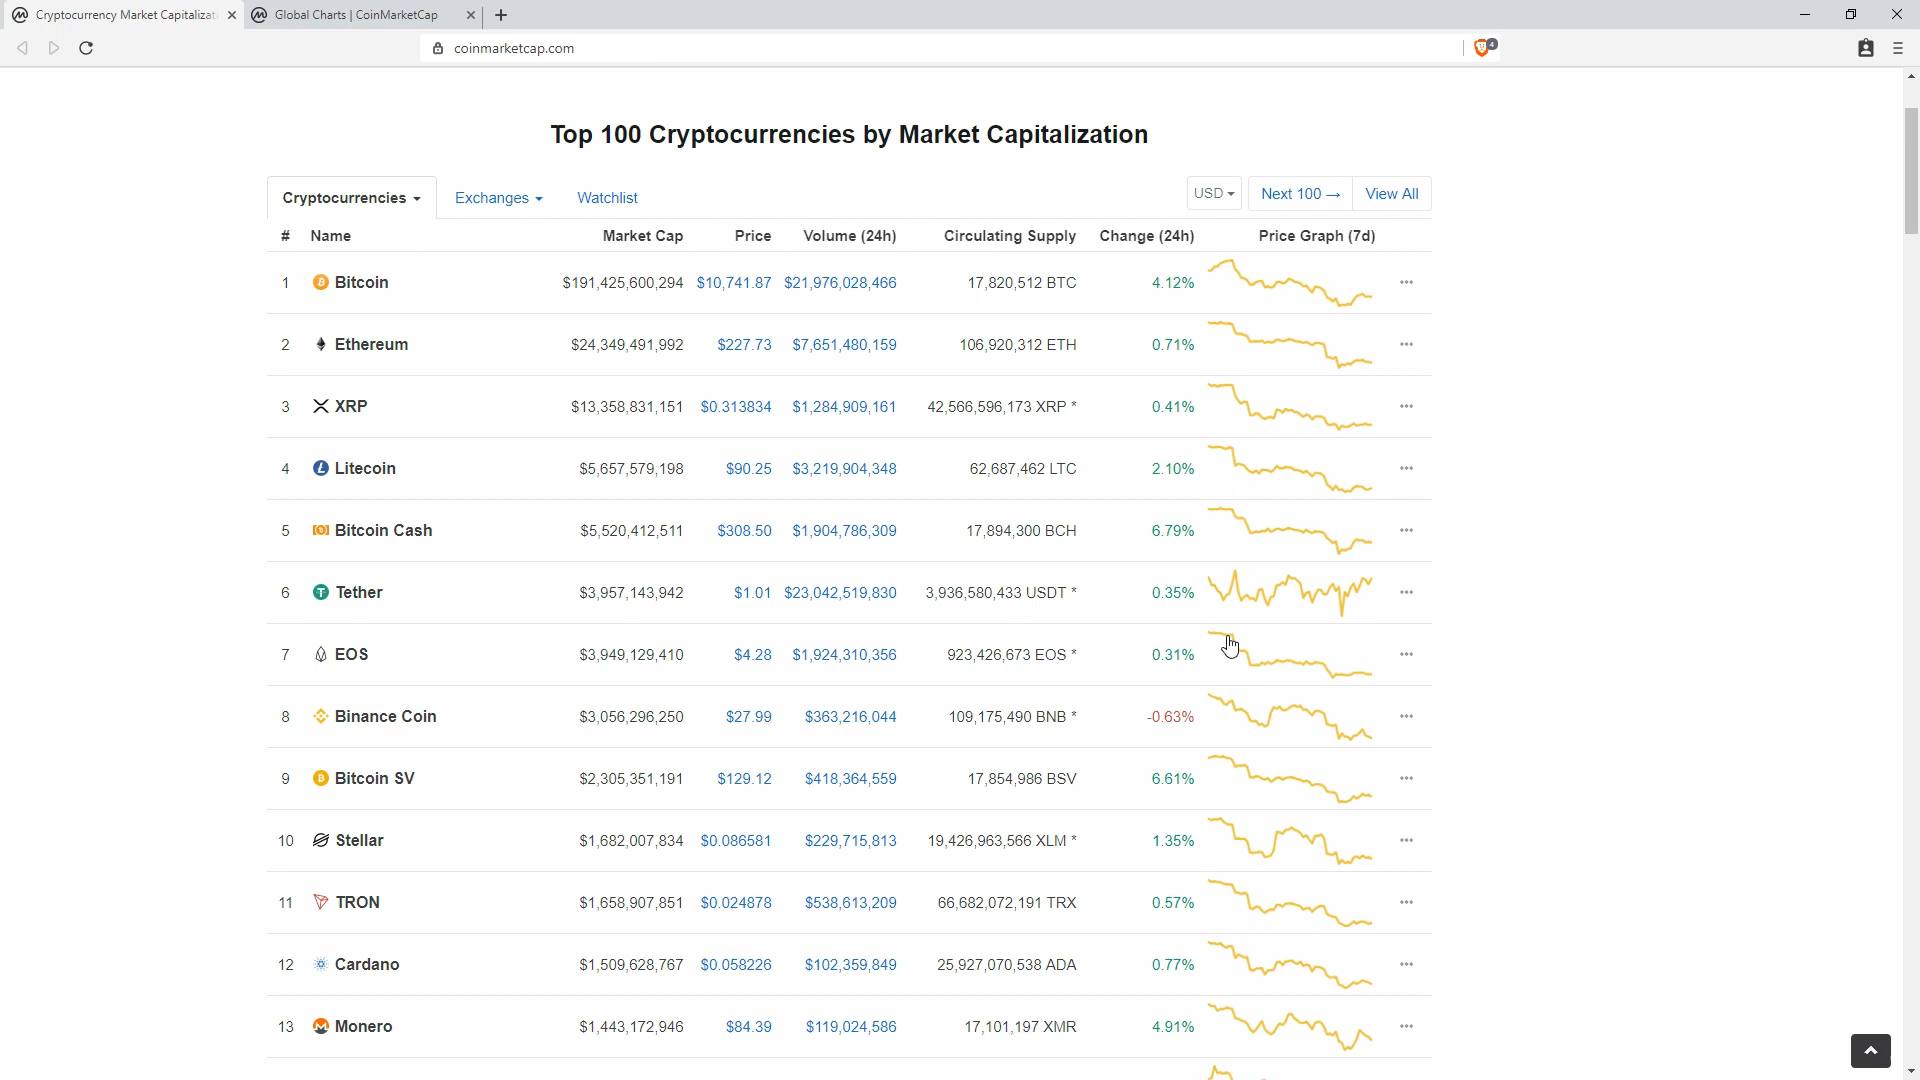 Cryptocurrency Market Capitalizat
Global Charts | CoinMarketCap
coinmarketcap.com
4
Top 100 Cryptocurrencies by Market Capitalization
Cryptocurrencies Exchanges Watchlist USD Next 100 → View All
# Name Market Cap Price Volume (24h) Circulating Supply Change (24h) Price Graph (7d)
1 Bitcoin $191,425,600,294 $10,741.87 $21,976,028,466 17,820,512 BTC 4.12%
2 Ethereum $24,349,491,992 $227.73 $7,651,480,159 106,920,312 ETH 0.71%
3 XRP $13,358,831,151 $0.313834 $1,284,909,161 42,566,596,173 XRP * 0.41%
4 Litecoin $5,657,579,198 $90.25 $3,219,904,348 62,687,462 LTC 2.10%
5 Bitcoin Cash $5,520,412,511 $308.50 $1,904,786,309 17,894,300 BCH 6.79%
6 Tether $3,957,143,942 $1.01 $23,042,519,830 3,936,580,433 USDT * 0.35%
7 EOS $3,949,129,410 $4.28 $1,924,310,356 923,426,673 EOS * 0.31%
8 Binance Coin $3,056,296,250 $27.99 $363,216,044 109,175,490 BNB * -0.63%
9 Bitcoin SV $2,305,351,191 $129.12 $418,364,559 17,854,986 BSV 6.61%
10 Stellar $1,682,007,834 $0.086581 $229,715,813 19,426,963,566 XLM * 1.35%
11 TRON $1,658,907,851 $0.024878 $538,613,209 66,682,072,191 TRX 0.57%
12 Cardano $1,509,628,767 $0.058226 $102,359,849 25,927,070,538 ADA 0.77%
13 Monero $1,443,172,946 $84.39 $119,024,586 17,101,197 XMR 4.91%